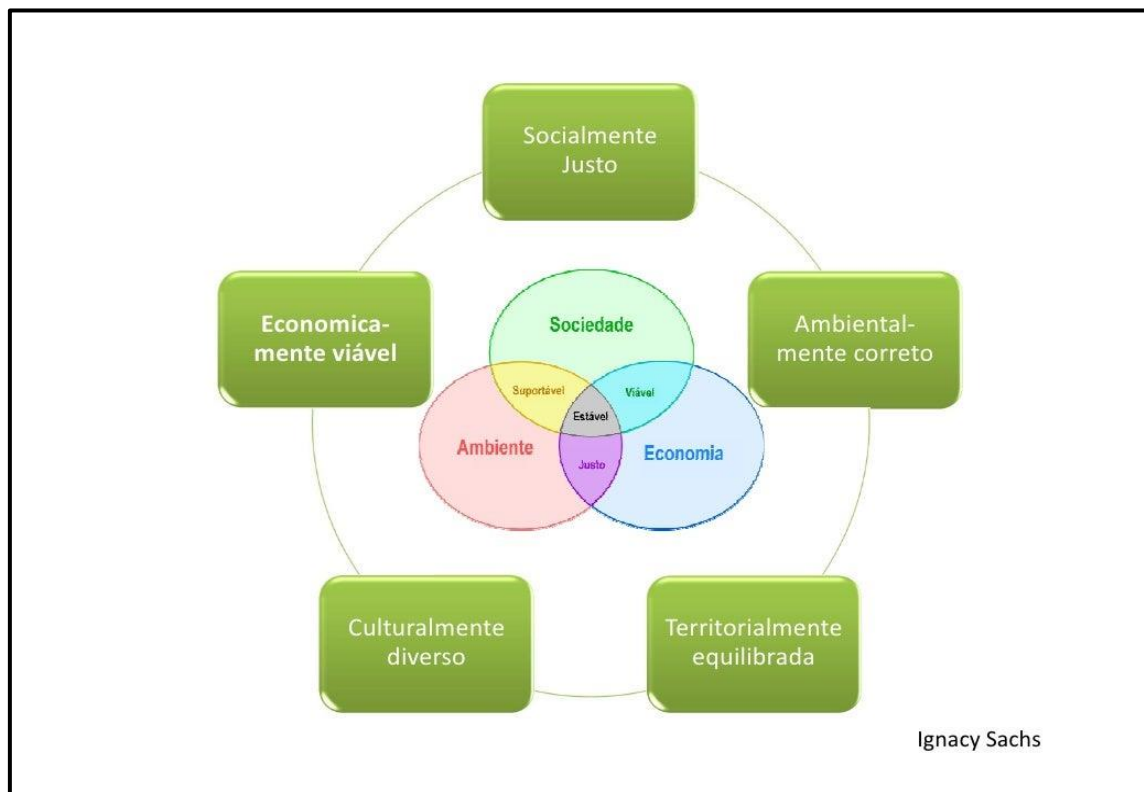 Socialmente
Justo
Economica-
mente viável
Ambiental-
mente correto
Sociedade
Suportável
Viável
Estável
Ambiente
Justo
Economia
Culturalmente
diverso
Territorialmente
equilibrada
Ignacy Sachs